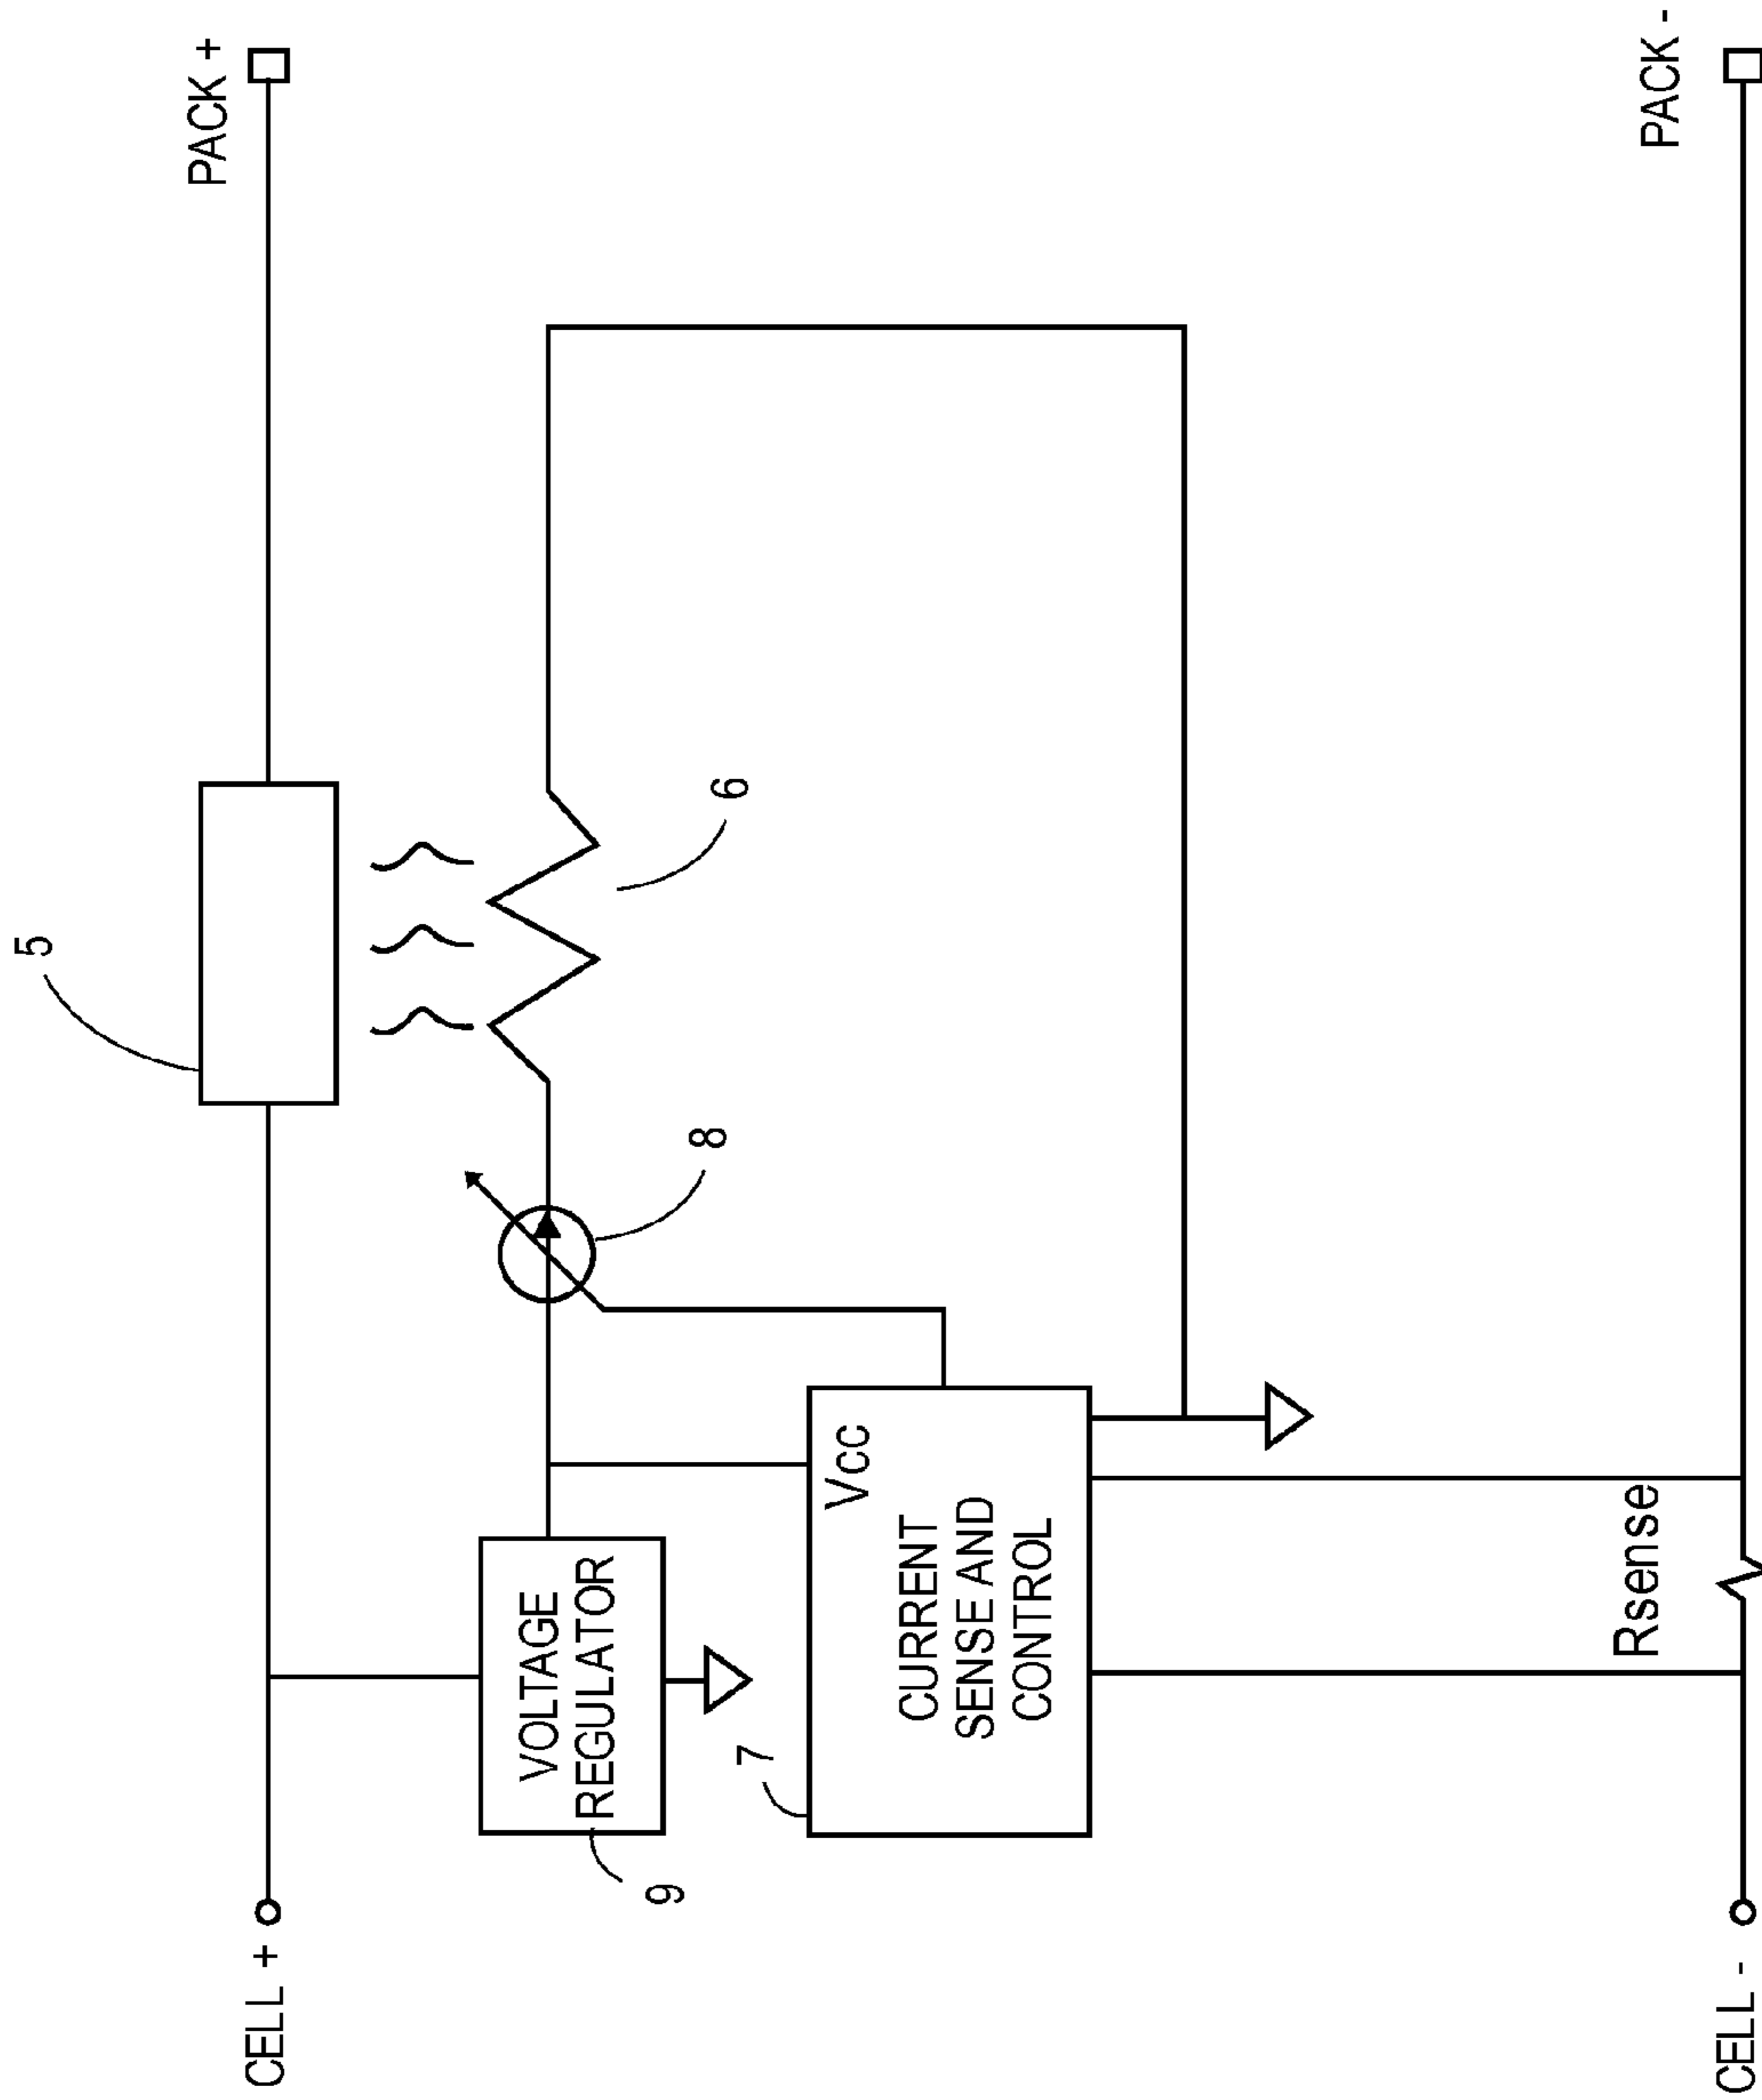 CELL +
PACK +
5
6
8
9
VOLTAGE
REGULATOR
7
Vcc
CURRENT
SENSE AND
CONTROL
Rsense
CELL -
PACK -